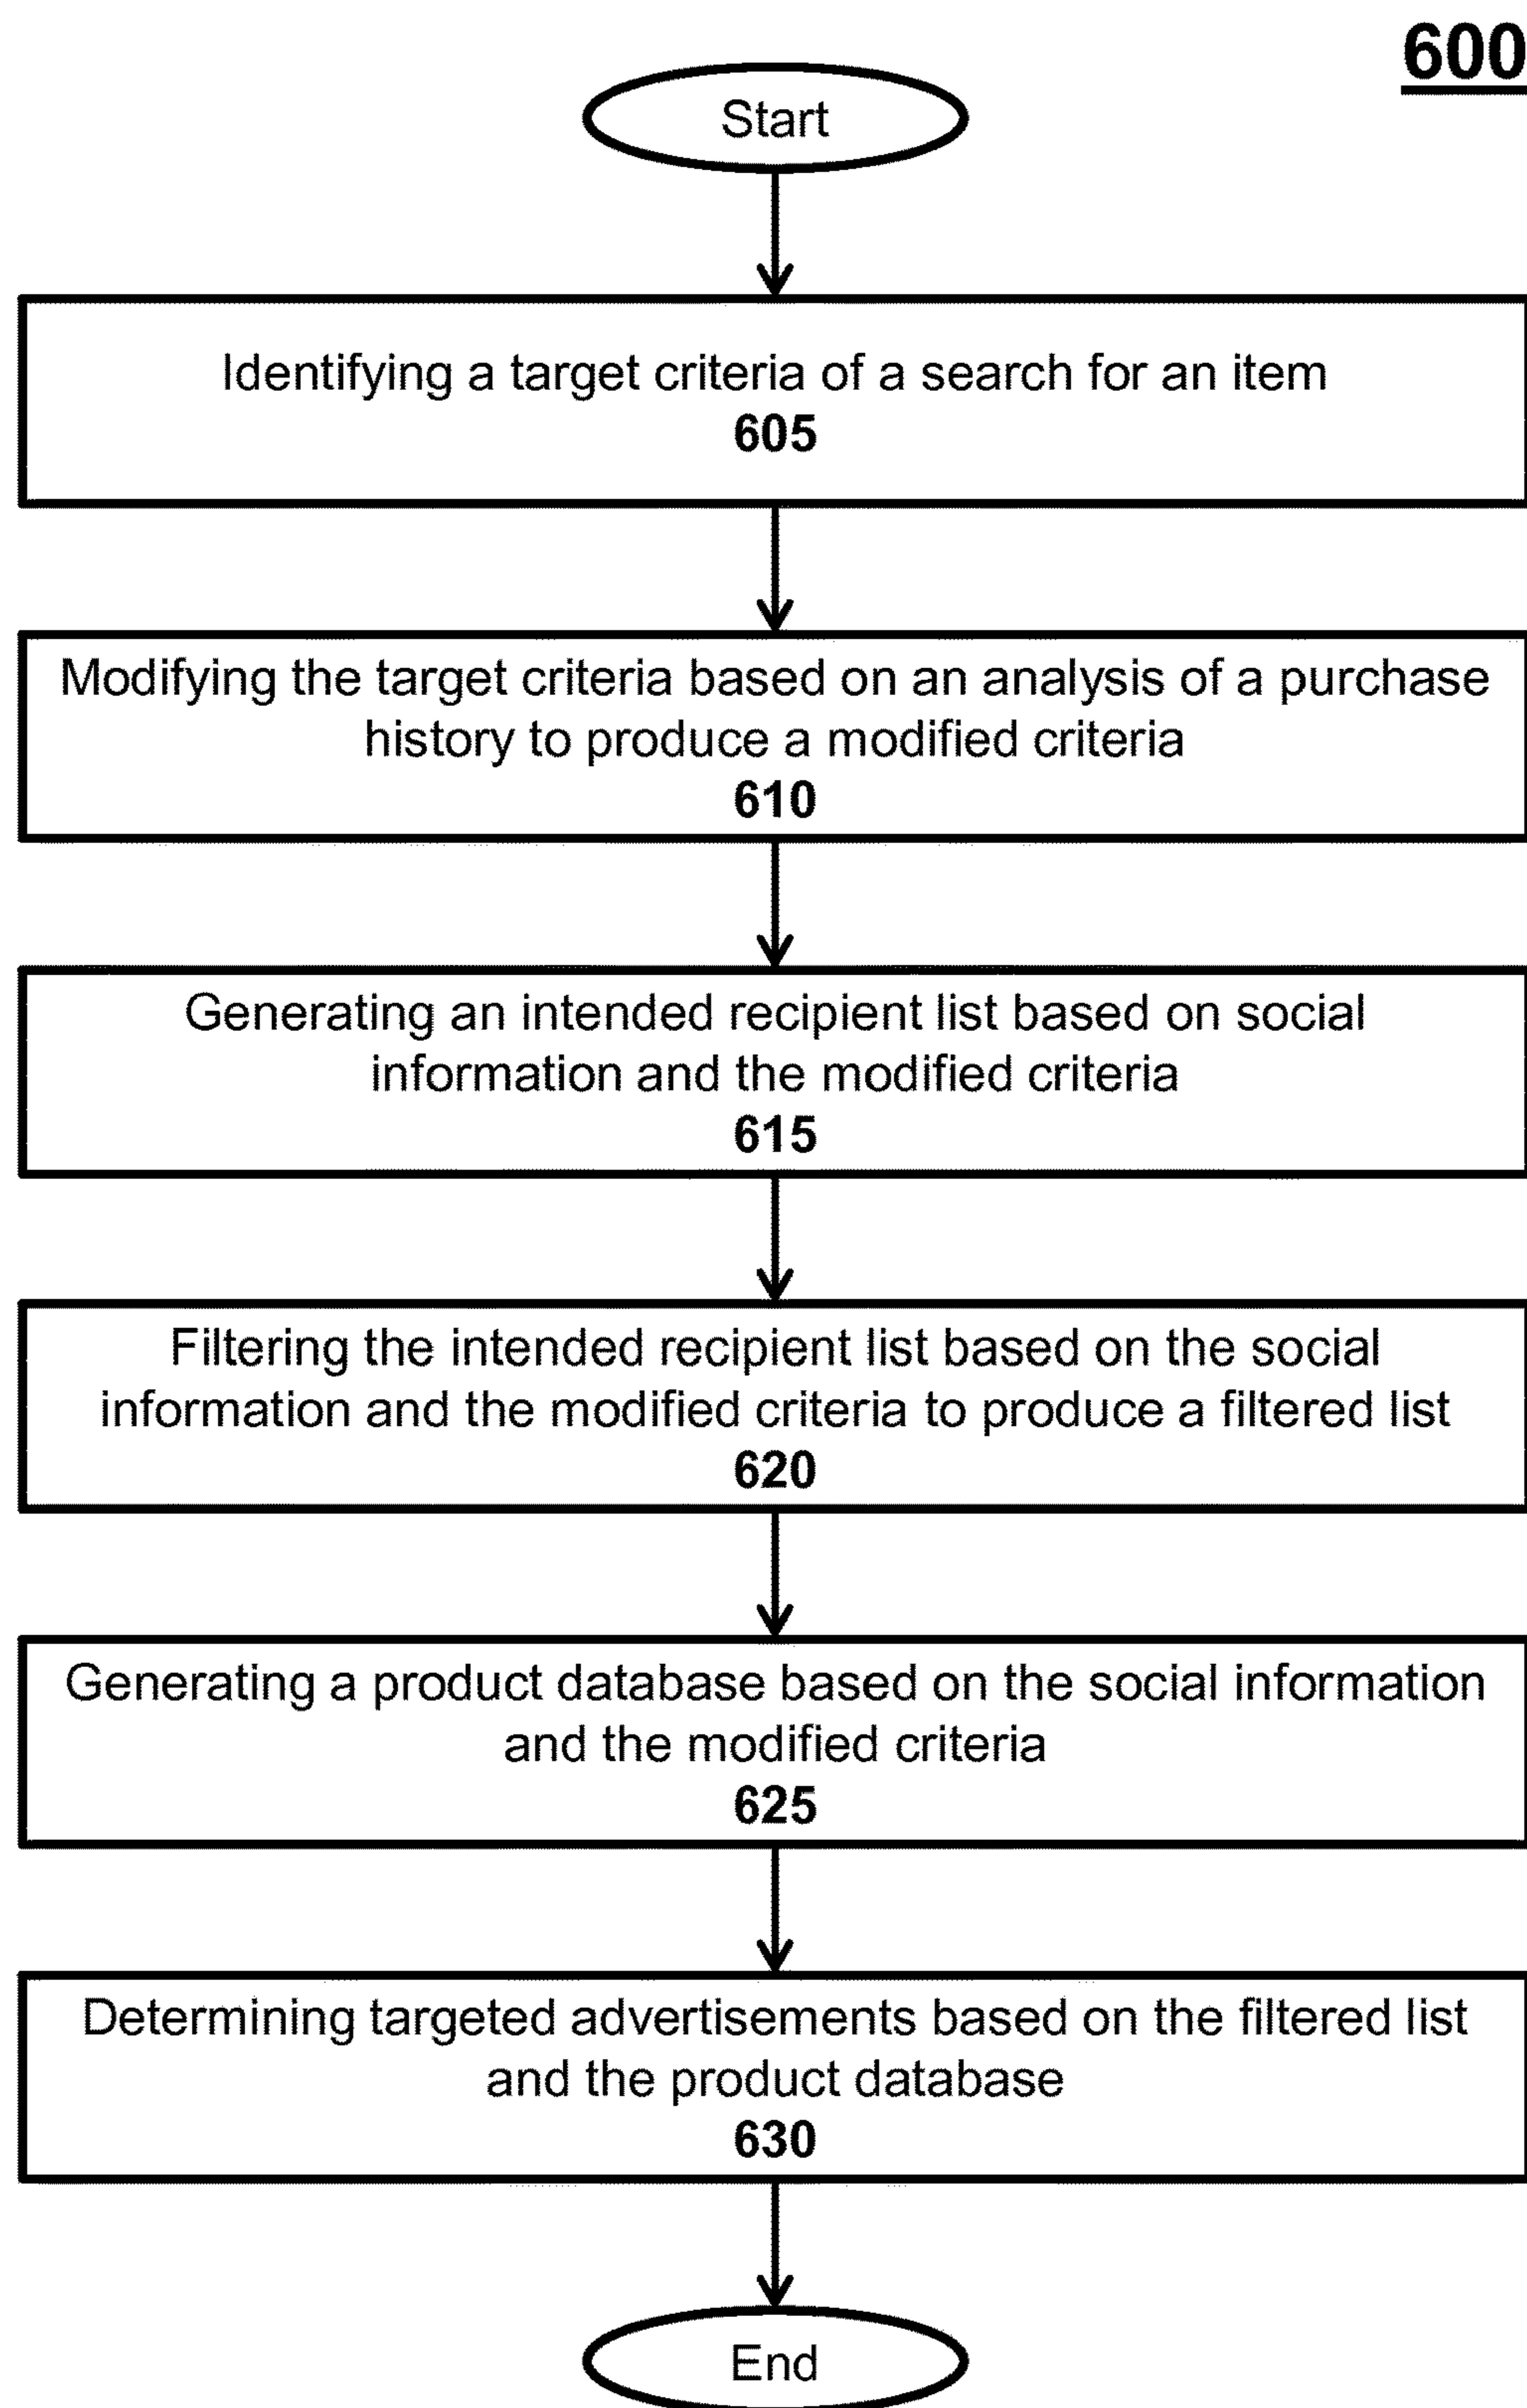 600
Start
Identifying a target criteria of a search for an item
605
Modifying the target criteria based on an analysis of a purchase
history to produce a modified criteria
610
Generating an intended recipient list based on social
information and the modified criteria
615
Filtering the intended recipient list based on the social
information and the modified criteria to produce a filtered list
620
Generating a product database based on the social information
and the modified criteria
625
Determining targeted advertisements based on the filtered list
and the product database
630
End